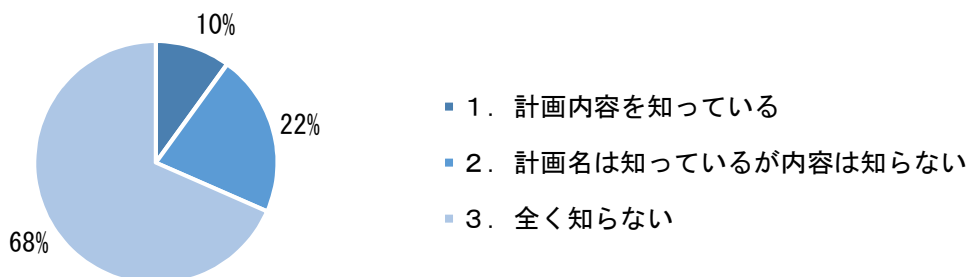 10%
22%
68%
１．計画内容を知っている
２．計画名は知っているが内容は知らない
３．全く知らない